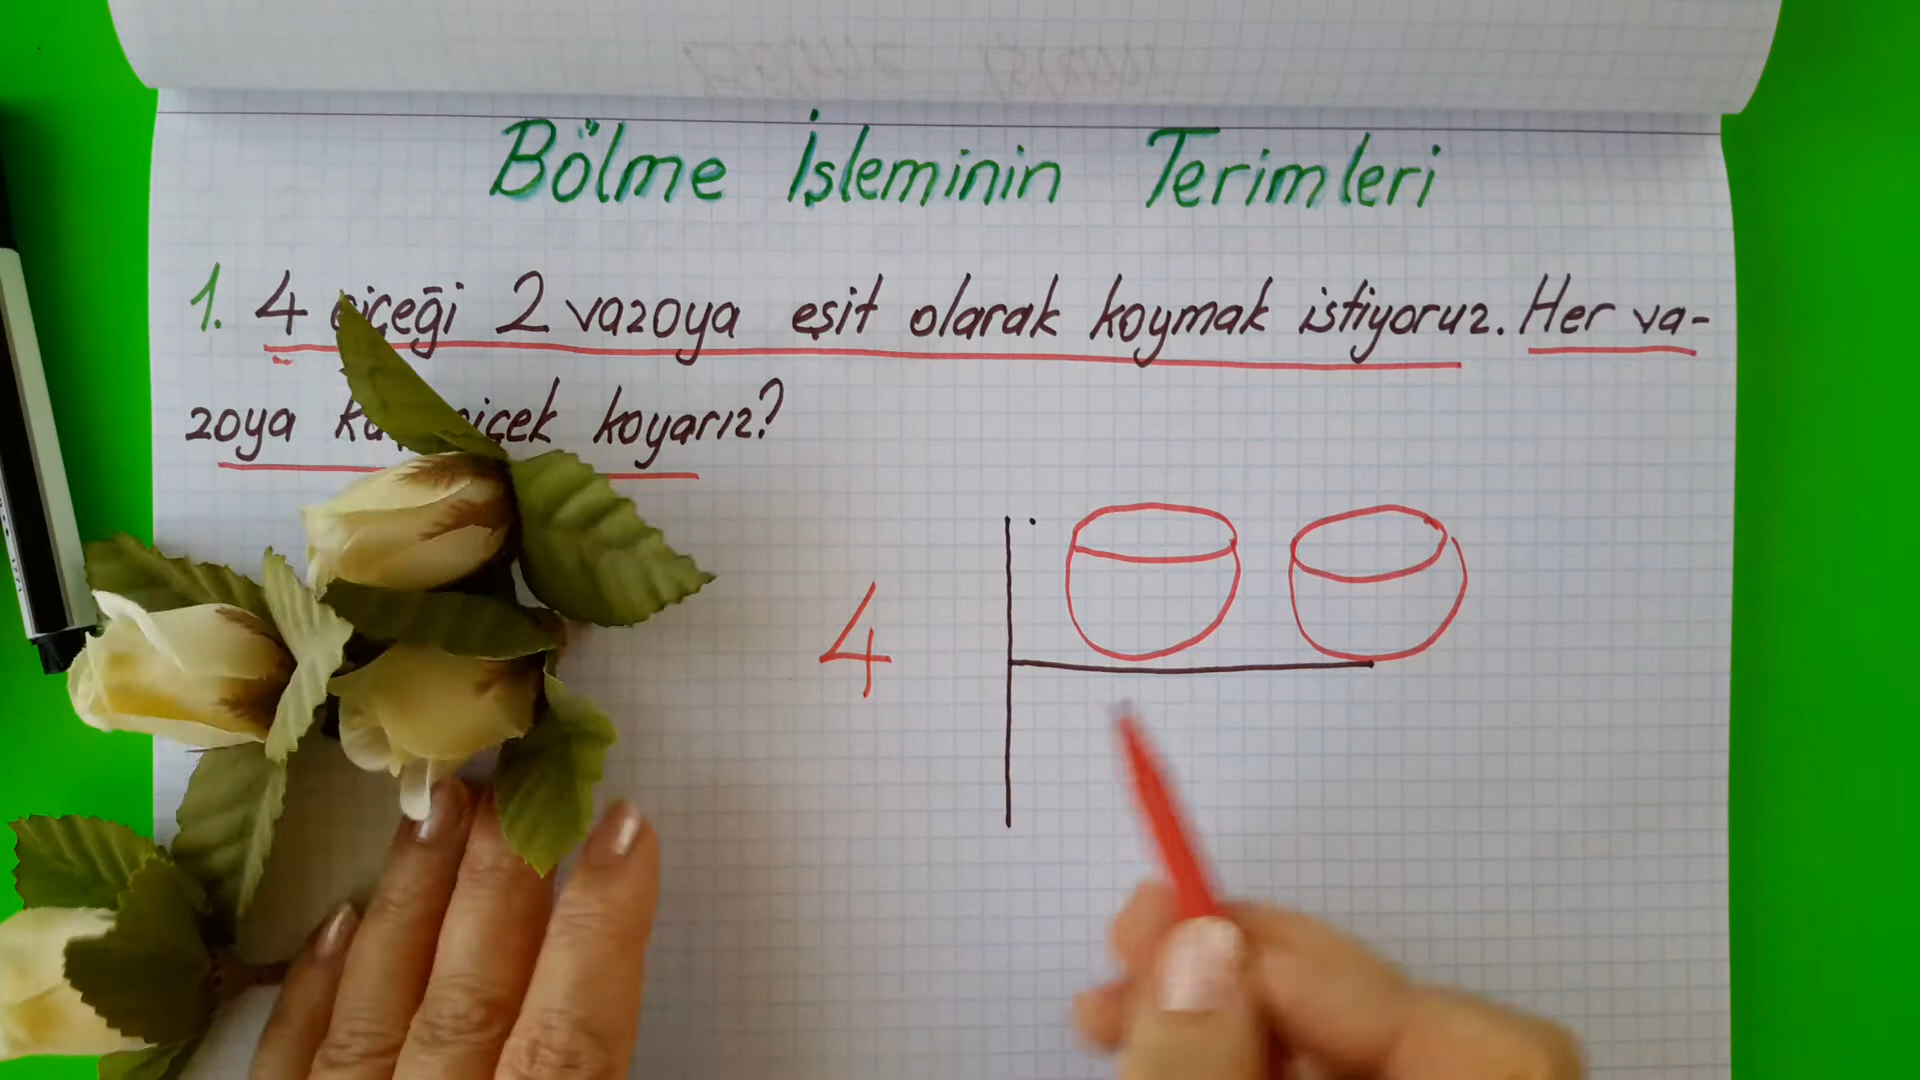 Bölme İşleminin Terimleri
1. 4 çiçeği 2 vazoya eşit olarak koymak istiyoruz. Her va-
zoya çiçek koyarız?
4